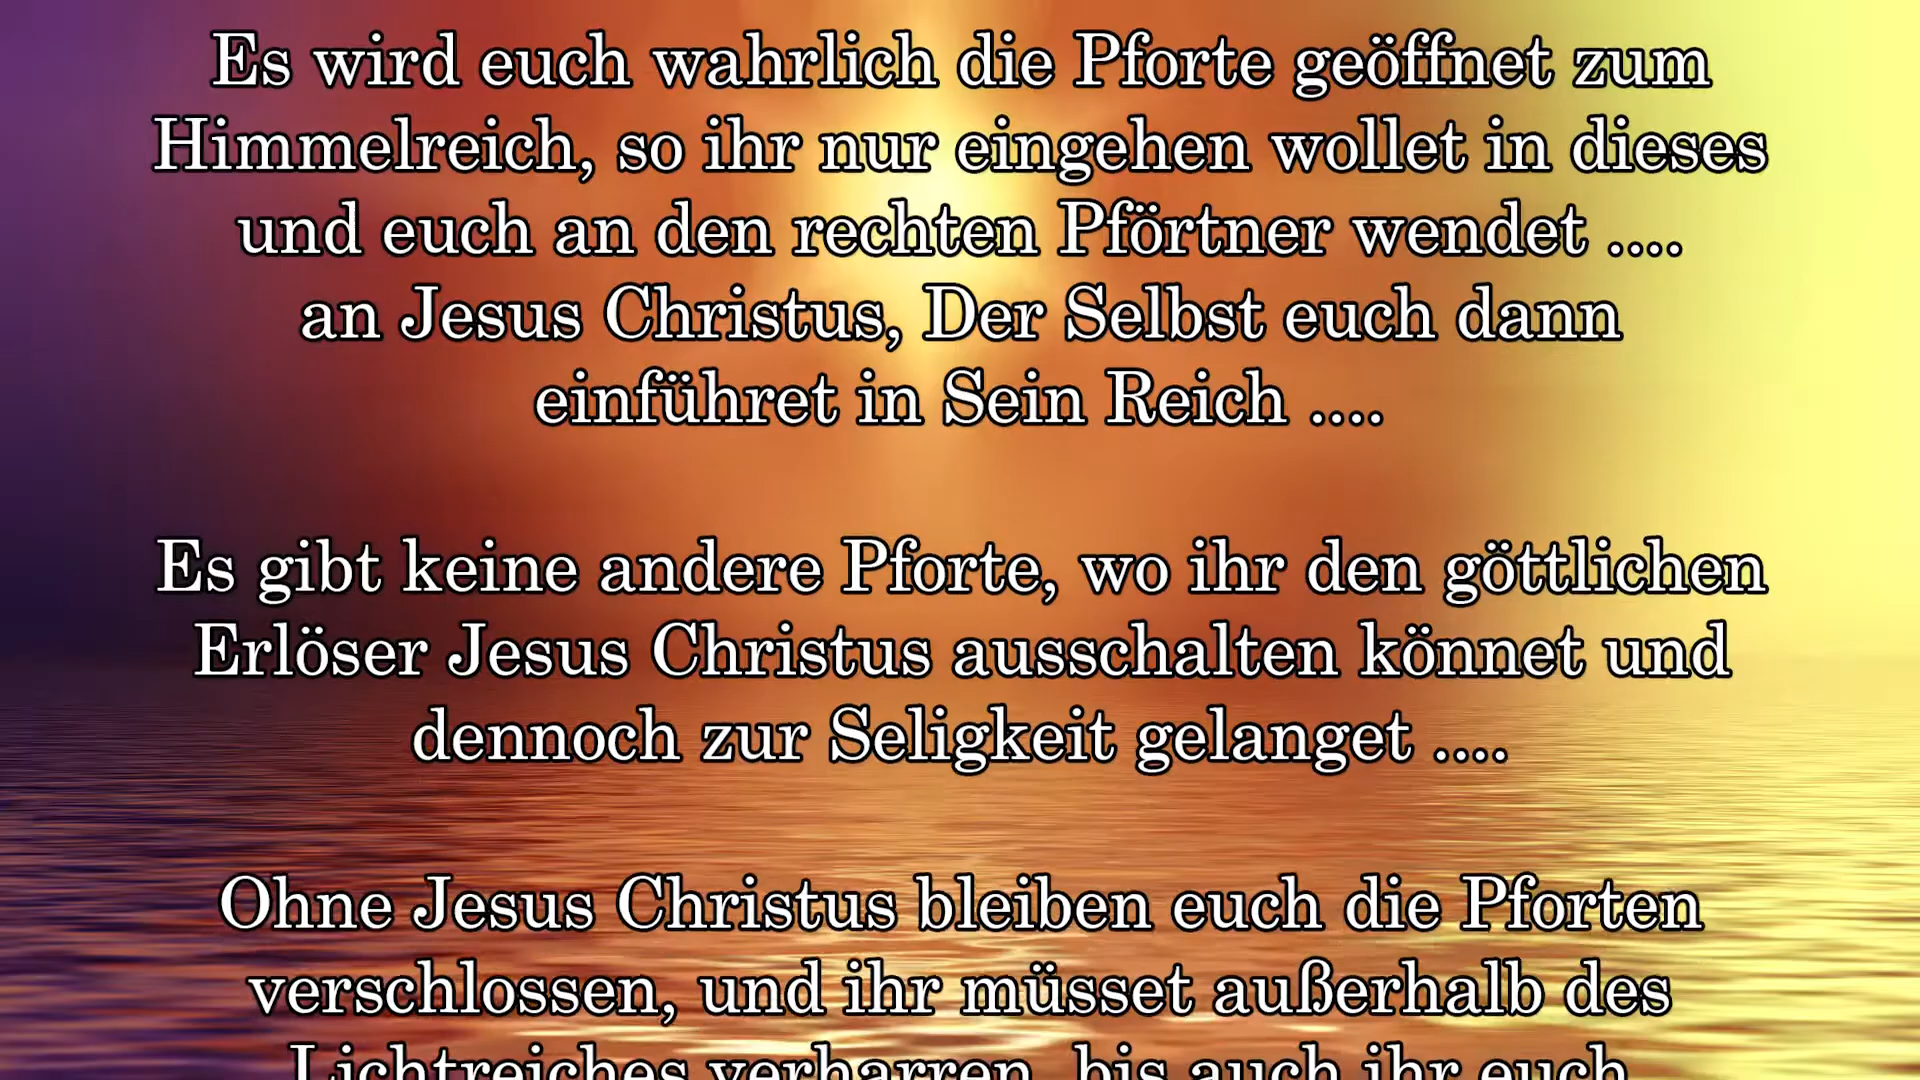 Es wird euch wahrlich die Pforte geöffnet zum
Himmelreich, so ihr nur eingehen wollet in dieses
und euch an den rechten Pförtner wendet ....
an Jesus Christus, Der Selbst euch dann
einführet in Sein Reich ....
Es gibt keine andere Pforte, wo ihr den göttlichen
Erlöser Jesus Christus ausschalten könnet und
dennoch zur Seligkeit gelanget ....
Ohne Jesus Christus bleiben euch die Pforten
verschlossen, und ihr müsset außerhalb des
Lichtreiches verharren, bis auch ihr euch